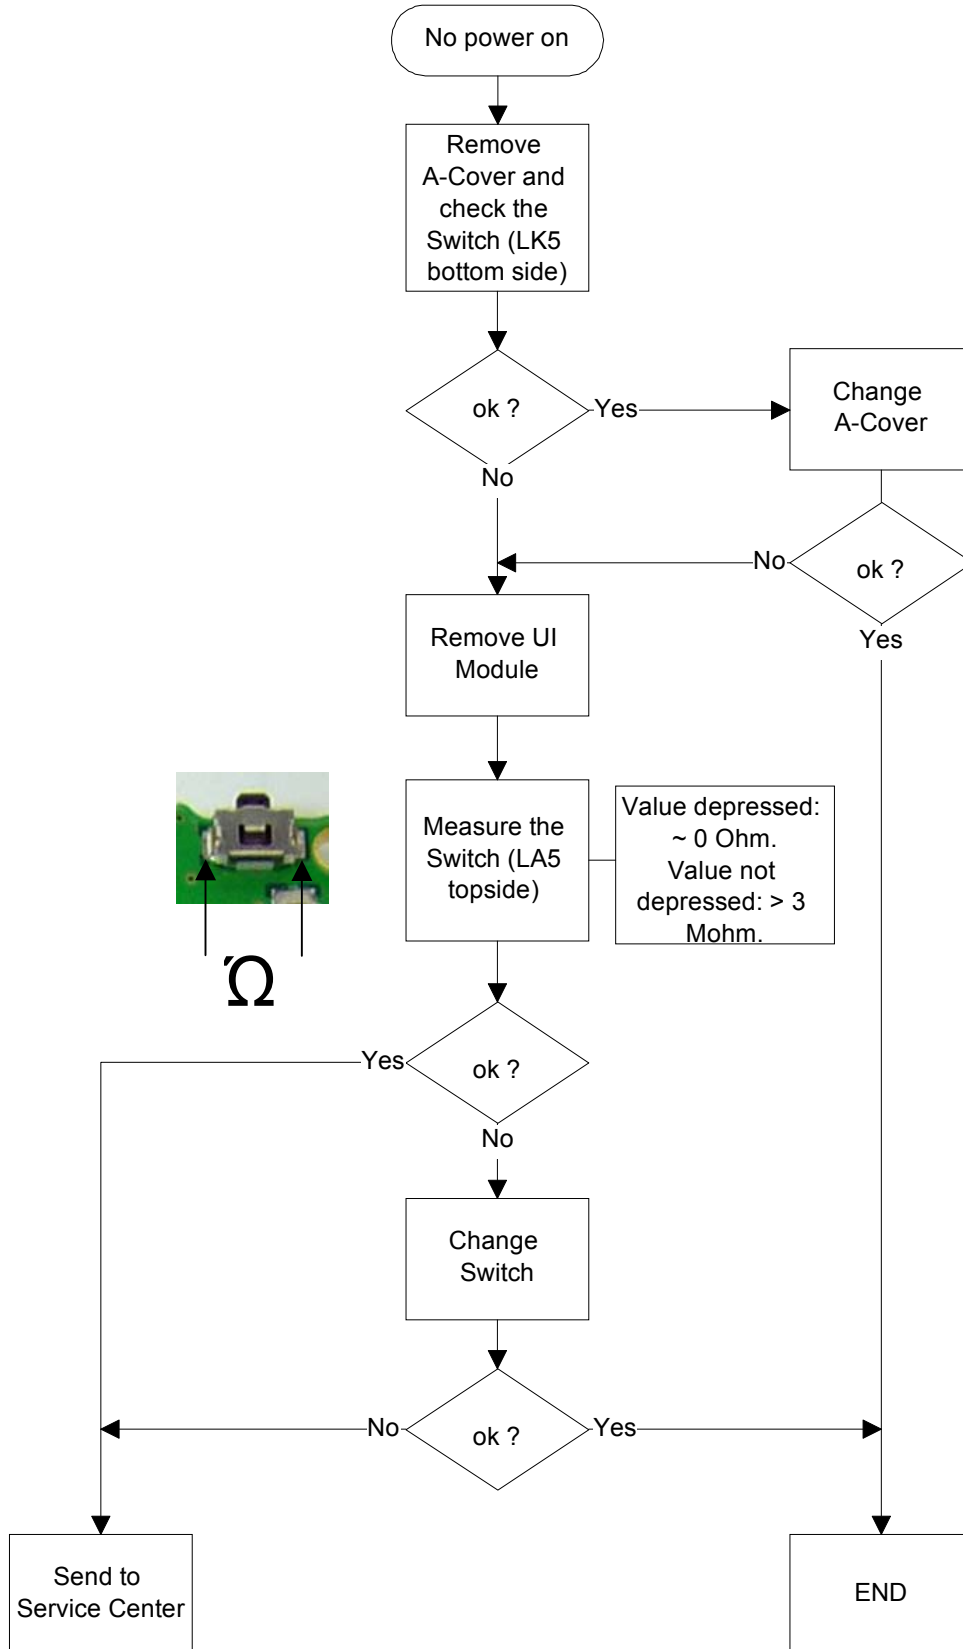 No power on
Remove
A-Cover and
check the
Switch (LK5
bottom side)
ok ?
Yes
Change
A-Cover
No
No
ok ?
Yes
Remove UI
Module
Measure the
Switch (LA5
topside)
Value depressed:
~ 0 Ohm.
Value not
depressed: > 3
Mohm.
Ώ
Yes
ok ?
No
Change
Switch
No
ok ?
Yes
Send to
Service Center
END